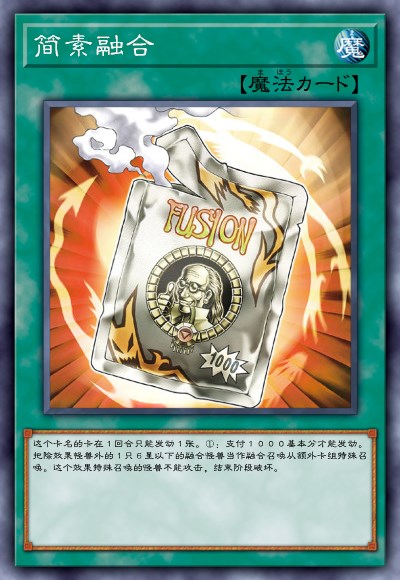 简素融合
魔
【魔法カード】
まほう
FUSION
1000
这个卡名的卡在1回合只能发动1张。①：支付1000基本分才能发动。
把除效果怪兽外的1只6星以下的融合怪兽当作融合召唤从额外卡组特殊召
唤。这个效果特殊召唤的怪兽不能攻击，结束阶段破坏。